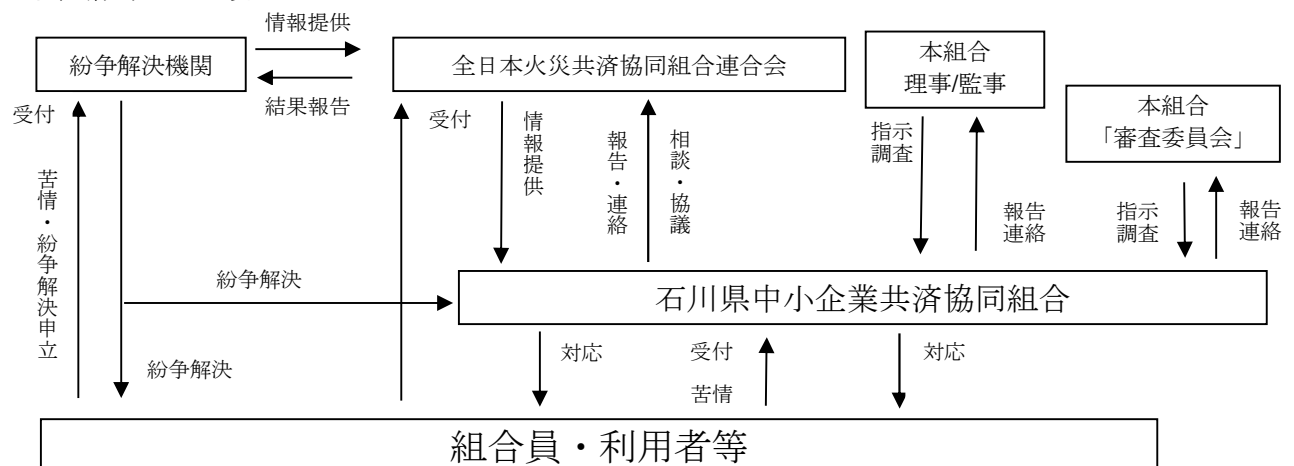 情報提供
紛争解決機関
全日本火災共済協同組合連合会
本組合
理事/監事
結果報告
本組合
「審査委員会」
受付
受付
情報提供
報告・連絡
相談・協議
指示
調査
苦情・紛争解決申立
報告
連絡
指示
調査
報告
連絡
紛争解決
石川県中小企業共済協同組合
対応
受付
対応
紛争解決
苦情
組合員・利用者等